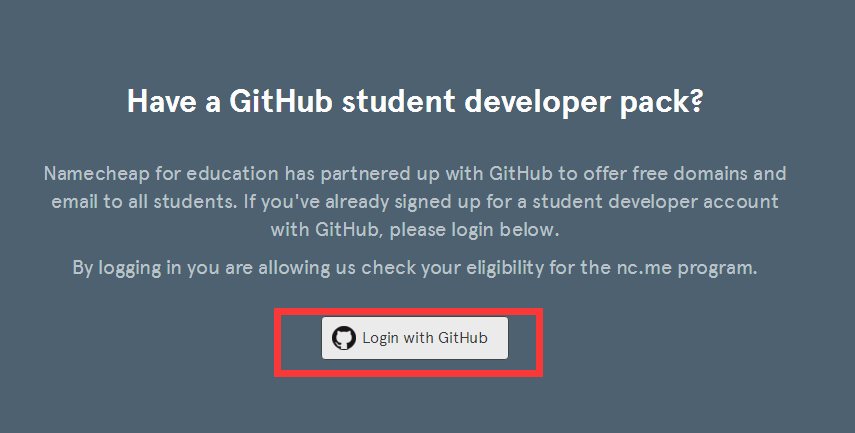 Have a GitHub student developer pack?
Namecheap for education has partnered up with GitHub to offer free domains and
email to all students. If you've already signed up for a student developer account
with GitHub, please login below.
By logging in you are allowing us check your eligibility for the nc.me program.
Login with GitHub